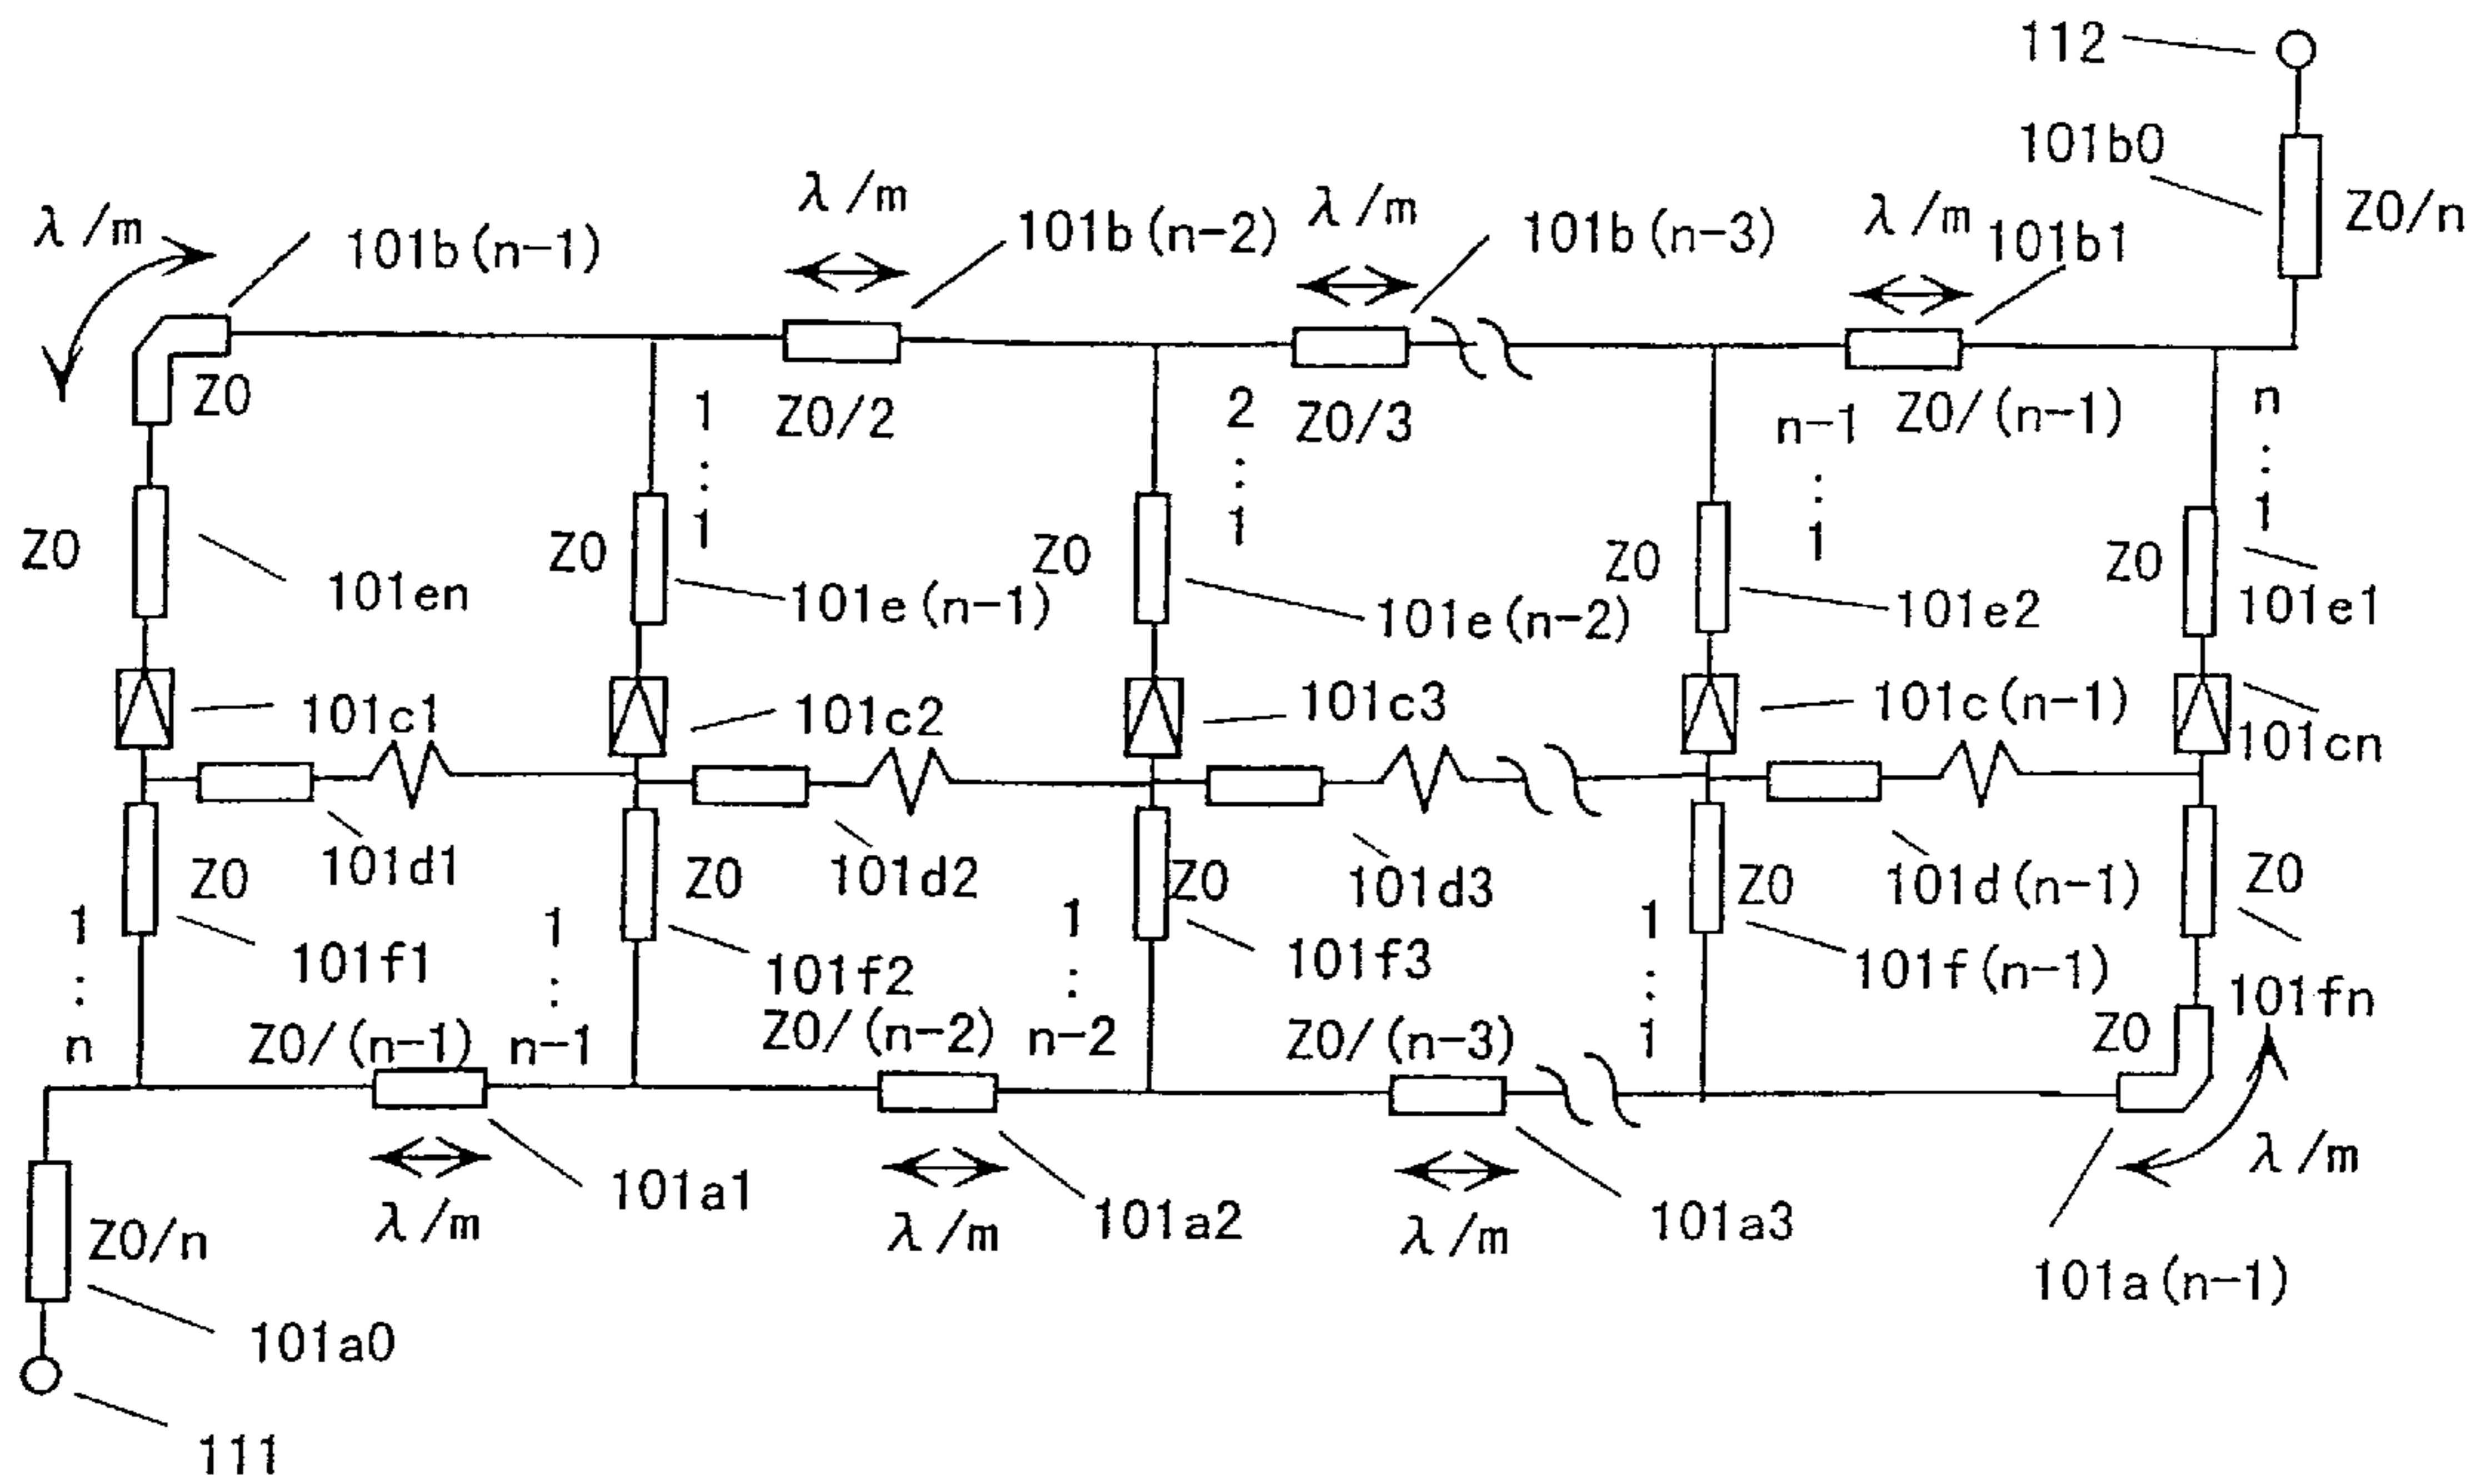 112
101b0
Z0/n
λ/m
101b(n-1)
λ/m
101b(n-2)
λ/m
101b(n-3)
λ/m
101b1
Z0
1
:
1
Z0/2
2
:
1
Z0/3
n-1
:
1
Z0/(n-1)
n
:
1
Z0
101en
Z0
101e(n-1)
Z0
101e(n-2)
Z0
101e2
Z0
101e1
101c1
101c2
101c3
101c(n-1)
101cn
101d1
101d2
101d3
101d(n-1)
1
:
n
Z0
101f1
1
:
n-1
Z0
101f2
1
:
n-2
Z0
101f3
1
:
1
Z0
101f(n-1)
Z0
101fn
Z0/(n-1)
Z0/(n-2)
Z0/(n-3)
Z0
λ/m
101a1
λ/m
101a2
λ/m
101a3
λ/m
101a(n-1)
Z0/n
101a0
111